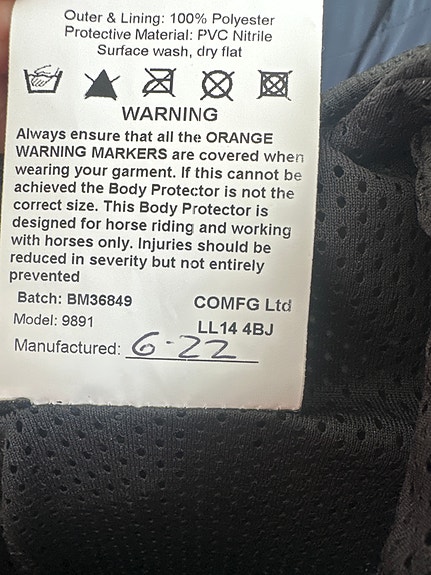 Outer & Lining: 100% Polyester
Protective Material: PVC Nitrile
Surface wash, dry flat
WARNING
Always ensure that all the ORANGE
WARNING MARKERS are covered when
wearing your garment. If this cannot be
achieved the Body Protector is not the
correct size. This Body Protector is
designed for horse riding and working
with horses only. Injuries should be
reduced in severity but not entirely
prevented
Batch: BM36849
COMFG Ltd
Model: 9891
LL14 4BJ
Manufactured: 6-22